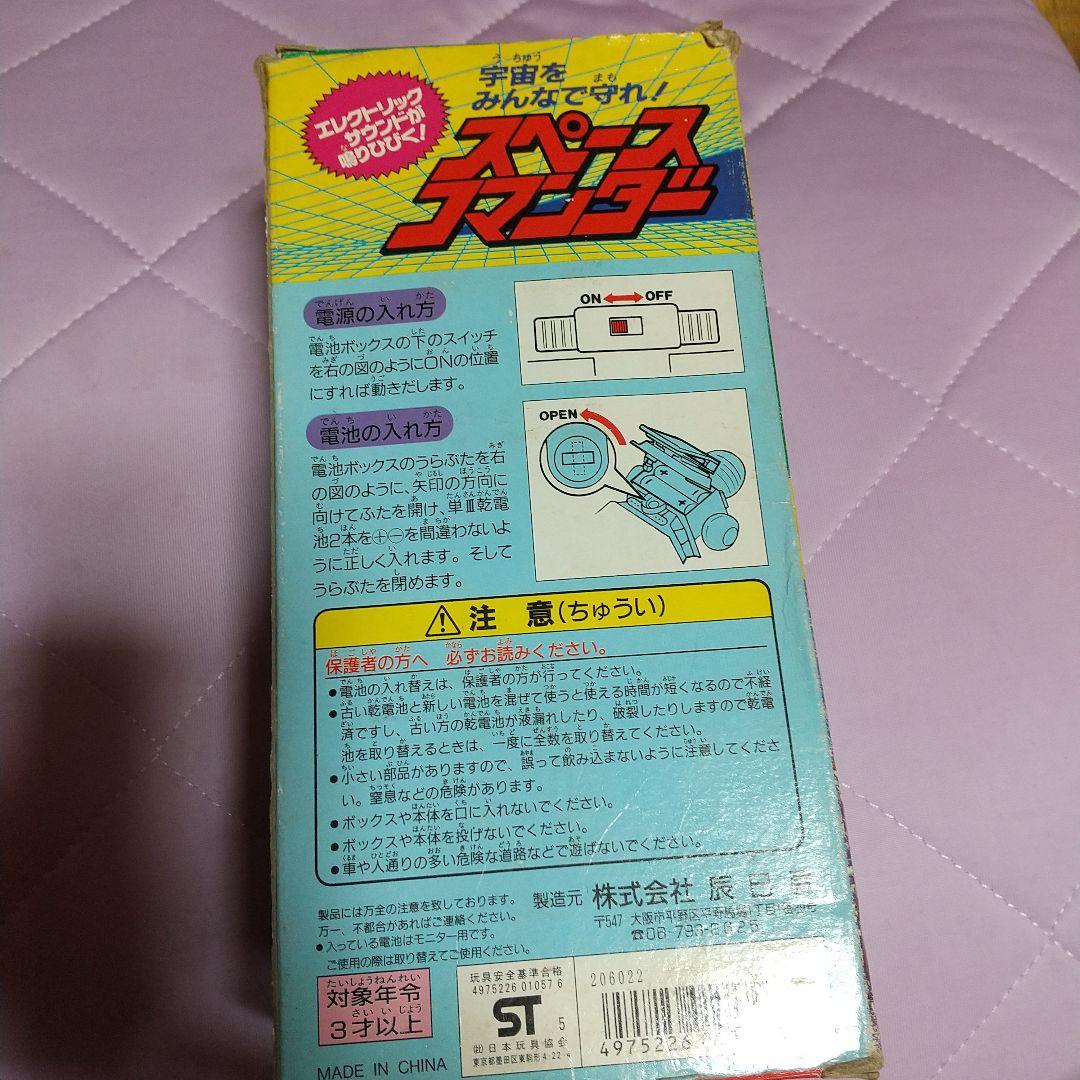 エレクトリック
サウンドが
鳴りひびく!
宇宙を
みんなで守れ!
スペース
コマンダー
電源の入れ方
電池ボックスの下のスイッチ
を右の図のようにONの位置
にすれば動きだします。
ON OFF
電池の入れ方
電池ボックスのうらぶたを右
の図のように、矢印の方向に
向けてふたを開け、単Ⅲ乾電
池2本を⊕⊖を間違わないよ
うに正しく入れます。そして
うらぶたを閉めます。
OPEN
注 意(ちゅうい)
保護者の方へ 必ずお読みください。
●電池の入れ替えは、保護者の方が行ってください。
●古い乾電池と新しい電池を混ぜて使うと使える時間が短くなるので不経
済ですし、古い方の乾電池が液漏れしたり、破裂したりしますので乾電
池を取り替えるときは、一度に全数を取り替えてください。
●小さい部品がありますので、誤って飲み込まないように注意してくださ
い。窒息などの危険があります。
●ボックスや本体を口に入れないでください。
●ボックスや本体を投げないでください。
●車や人通りの多い危険な道路などで遊ばないでください。
製品には万全の注意を致しております。
万一、不都合があればご連絡ください。
●入っている電池はモニター用です。
ご使用の際は取り替えてご使用ください。
製造元 株式会社 辰巳
〒547 大阪市平野区平野馬場1丁目
☎06-793-
対象年令
3才以上
MADE IN CHINA
玩具安全基準合格
4975226 01057 6
ST 5
(社)日本玩具協会
東京都墨田区東駒形4-22-4
206022
4975226